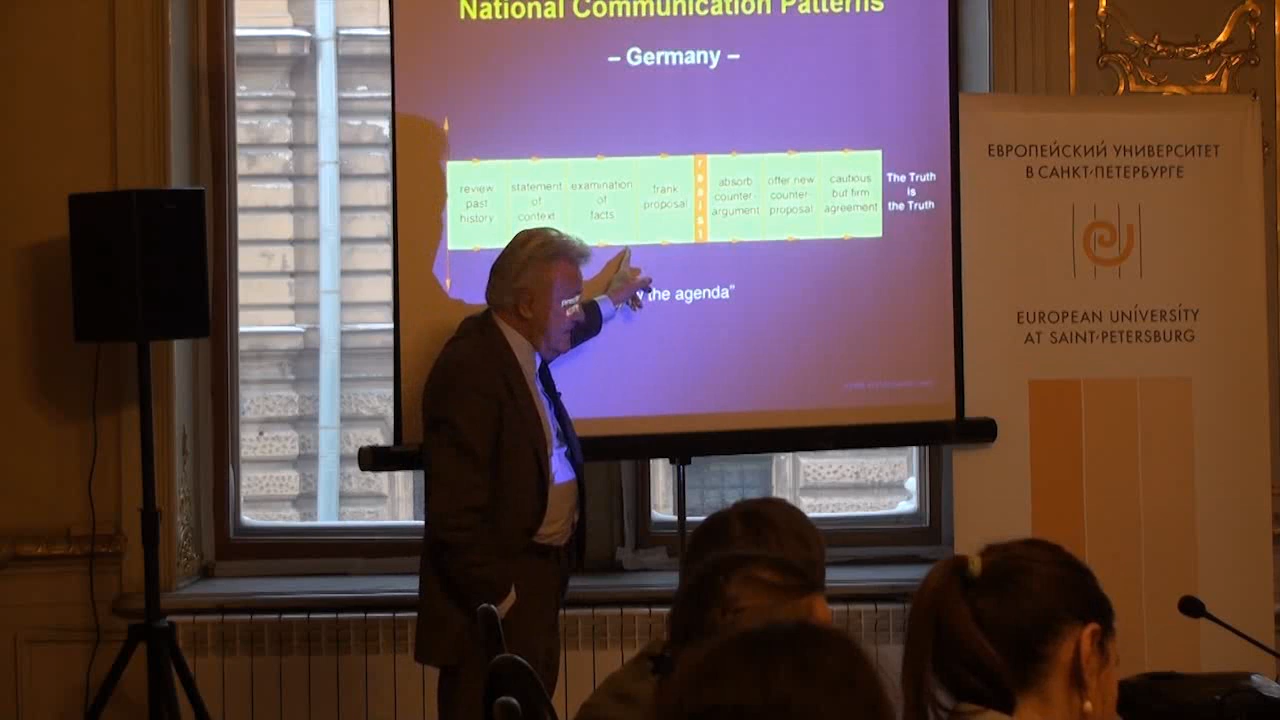 National Communication Patterns
– Germany –
review past history
statement of context
examination of facts
frank proposal
resist
absorb counter- argument
offer new counter- proposal
cautious but firm agreement
The Truth
is
the Truth
the agenda"
ЕВРОПЕЙСКИЙ УНИВЕРСИТЕТ
В САНКТ-ПЕТЕРБУРГЕ
EUROPEAN UNIVERSITY
AT SAINT-PETERSBURG